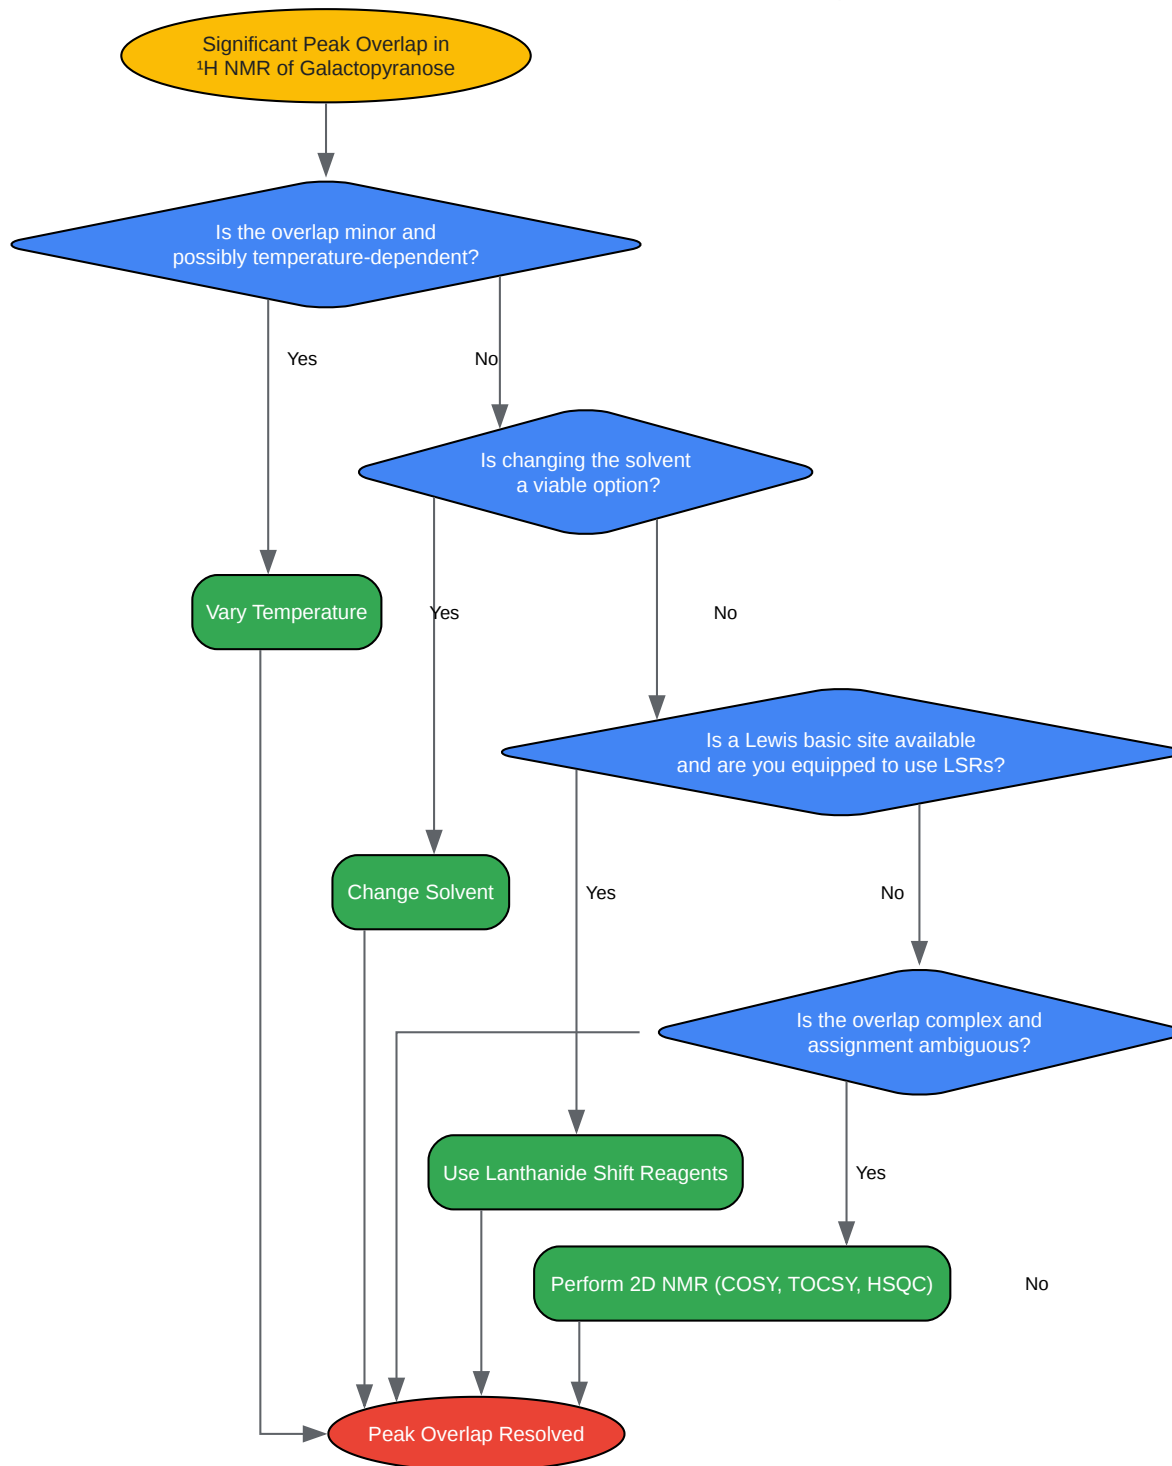 Significant Peak Overlap in
¹H NMR of Galactopyranose
Is the overlap minor and
possibly temperature-dependent?
Yes
No
Is changing the solvent
a viable option?
Vary Temperature
Yes
No
Is a Lewis basic site available
and are you equipped to use LSRs?
Change Solvent
Yes
No
Is the overlap complex and
assignment ambiguous?
Use Lanthanide Shift Reagents
Yes
Perform 2D NMR (COSY, TOCSY, HSQC)
No
Peak Overlap Resolved